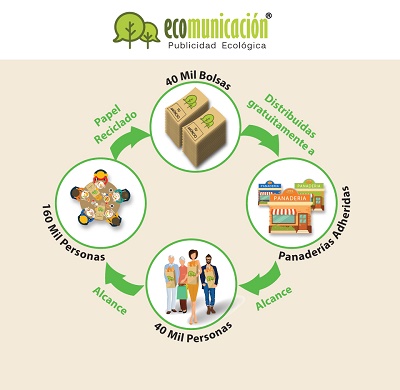 ecomunicación®
Publicidad Ecológica
40 Mil Bolsas
Papel
Reciclado
Distribuidas
gratuitamente a
PANADERIA
PANADERIA
PANADERIA
160 Mil Personas
Panaderías Adheridas
Alcance
Alcance
40 Mil Personas